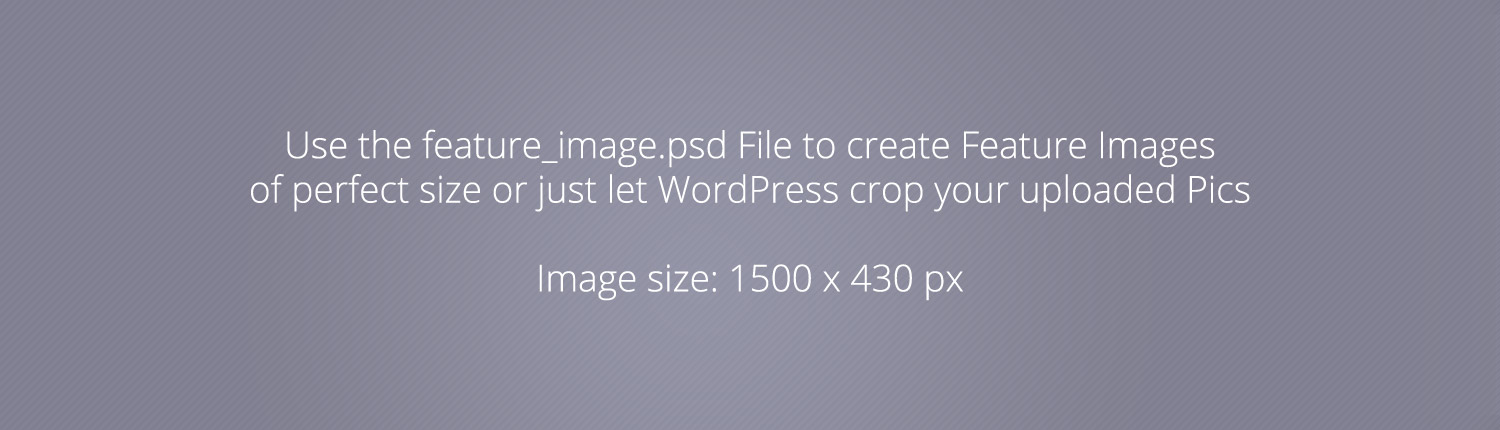 Use the feature_image.psd File to create Feature Images
of perfect size or just let WordPress crop your uploaded Pics
Image size: 1500 x 430 px